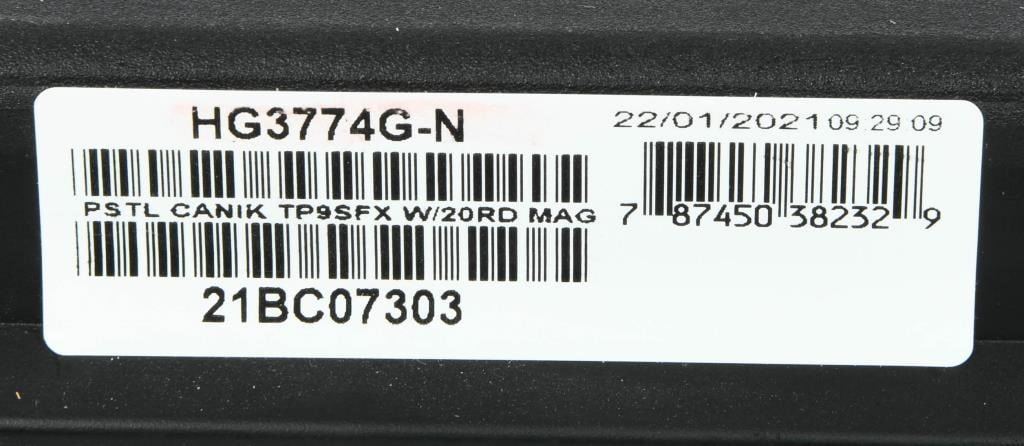 HG3774G-N
PSTL CANIK TP9SFX W/20RD MAG
21BC07303
22/01/2021 09:29:09
7 87450 38232 9